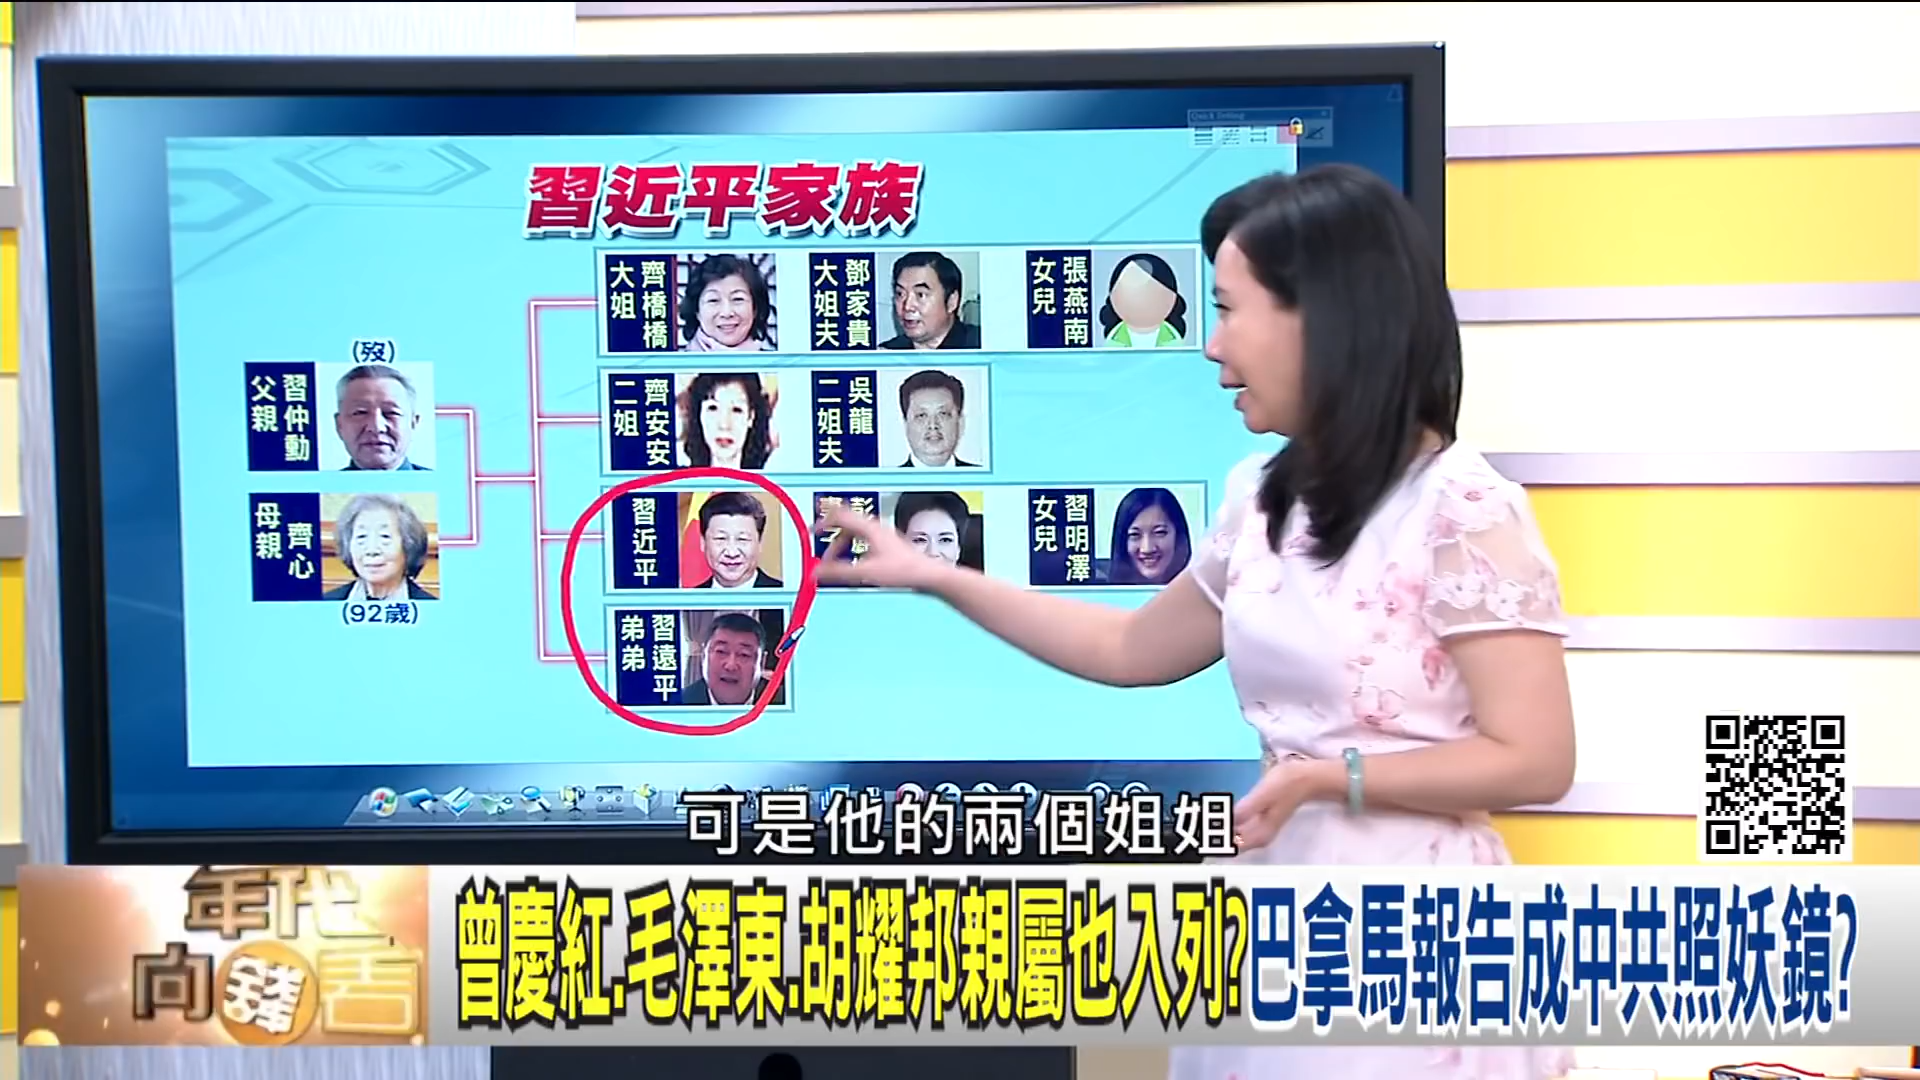 Quick Setting
習近平家族
大姐 齊橋橋
大姐夫 鄧家貴
女兒 張燕南
(歿)
父親 習仲勳
二姐 齊安安
二姐夫 吳龍
母親 齊心
(92歲)
習近平
女兒 習明澤
弟弟 習遠平
可是他的兩個姐姐
年代向錢看
曾慶紅.毛澤東.胡耀邦親屬也入列?巴拿馬報告成中共照妖鏡?